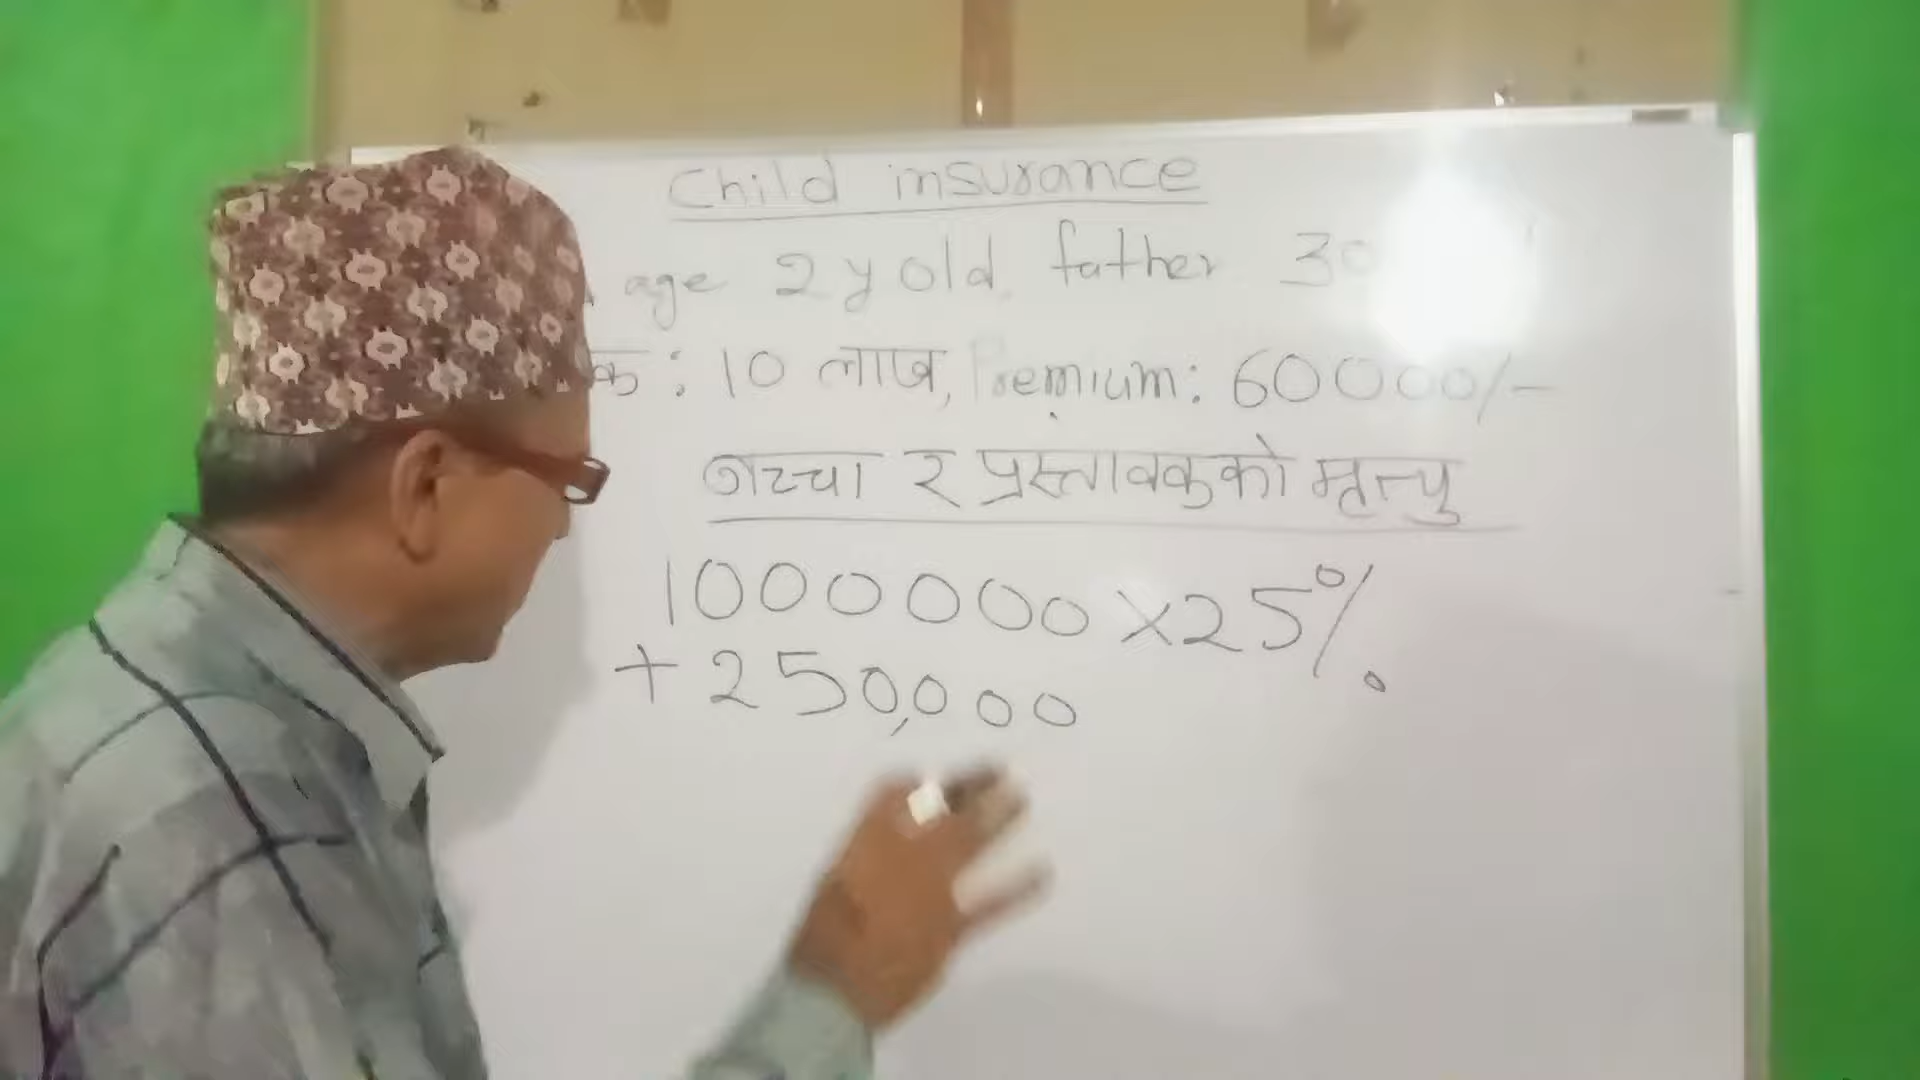 Child insurance
age 2 y old, father 30
क : 10 लाख, Premium: 60000/-
बच्चा र प्रस्तावकको मृत्यु
1000000 x 25%.
+ 250,000